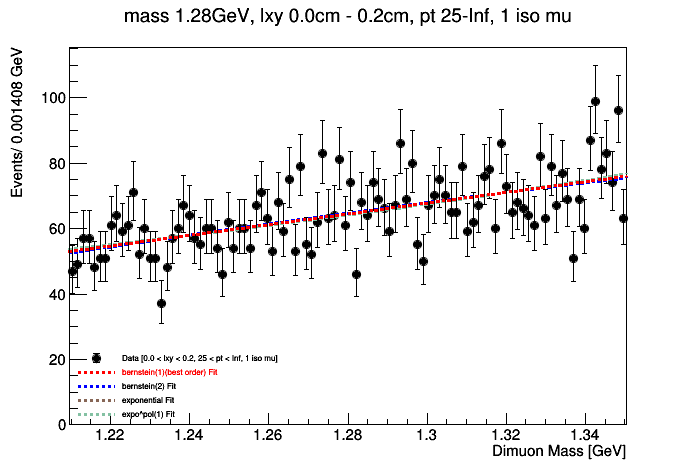 mass 1.28GeV, lxy 0.0cm - 0.2cm, pt 25-Inf, 1 iso mu
Events/ 0.001408 GeV
100
80
60
40
20
0
Data [0.0 < lxy < 0.2, 25 < pt < Inf, 1 iso mu]
bernstein(1)(best order) Fit
bernstein(2) Fit
exponential Fit
expo*pol(1) Fit
1.22 1.24 1.26 1.28 1.3 1.32 1.34
Dimuon Mass [GeV]